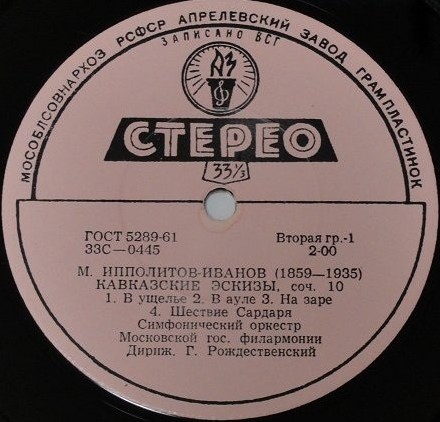 МОСОБЛСОВНАРХОЗ РСФСР АПРЕЛЕВСКИЙ ЗАВОД ГРАМПЛАСТИНОК
ЗАПИСАНО ВСГ
АЗ
СТЕРЕО
33⅓
ГОСТ 5289-61 Вторая гр.-1
33С—0445 2-00
М. ИППОЛИТОВ-ИВАНОВ (1859—1935)
КАВКАЗСКИЕ ЭСКИЗЫ, соч. 10
1. В ущелье 2. В ауле 3. На заре
4. Шествие Сардаря
Симфонический оркестр
Московской гос. филармонии
Дириж. Г. Рождественский